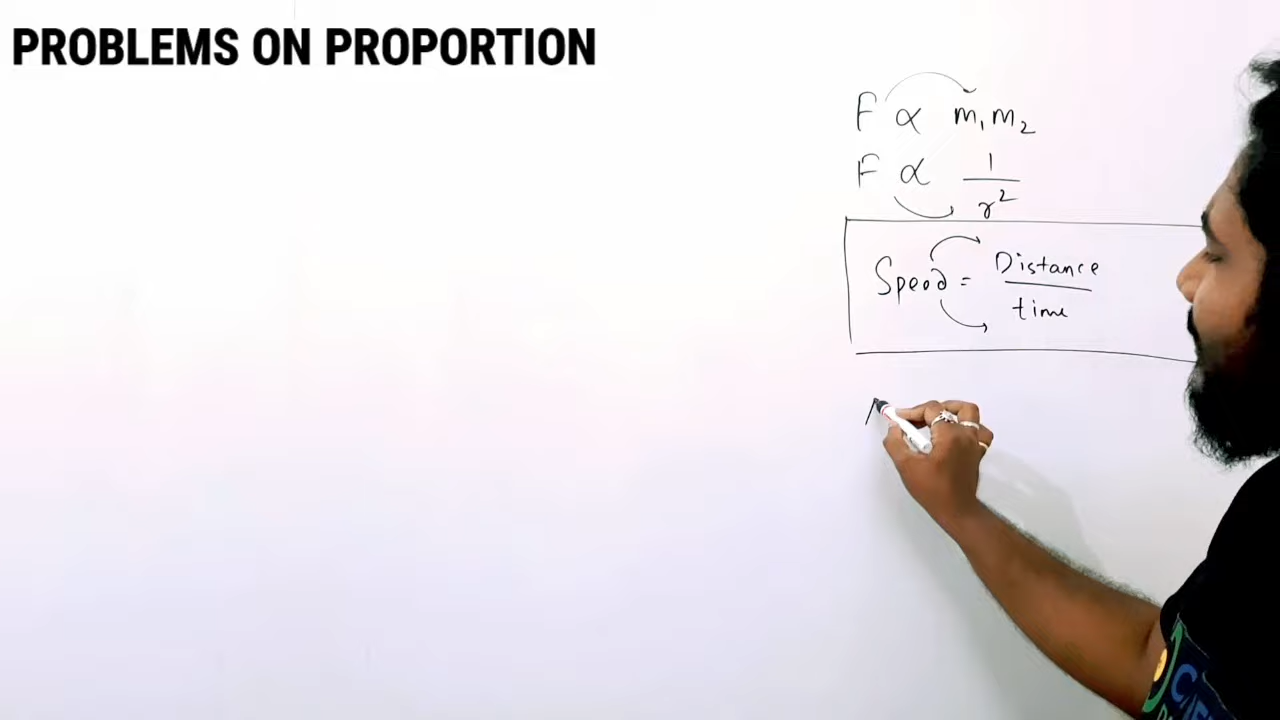 PROBLEMS ON PROPORTION
F ∝ m₁m₂
F ∝ 1/r²
Speed = Distance/time